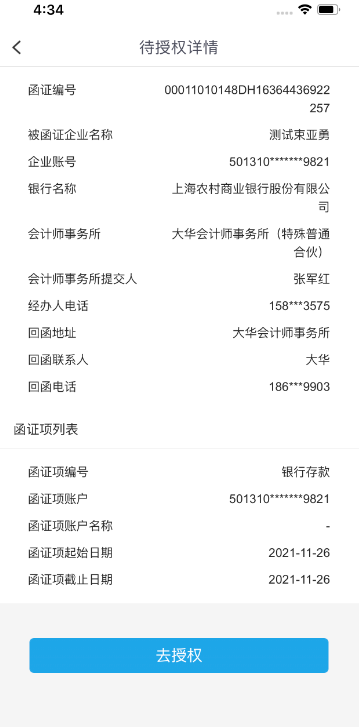 4:34
待授权详情
函证编号 00011010148DH16364436922
257
被函证企业名称 测试束亚勇
企业账号 501310*******9821
银行名称 上海农村商业银行股份有限公
司
会计师事务所 大华会计师事务所（特殊普通
合伙）
会计师事务所提交人 张军红
经办人电话 158***3575
回函地址 大华会计师事务所
回函联系人 大华
回函电话 186***9903
函证项列表
函证项编号 银行存款
函证项账户 501310*******9821
函证项账户名称 -
函证项起始日期 2021-11-26
函证项截止日期 2021-11-26
去授权